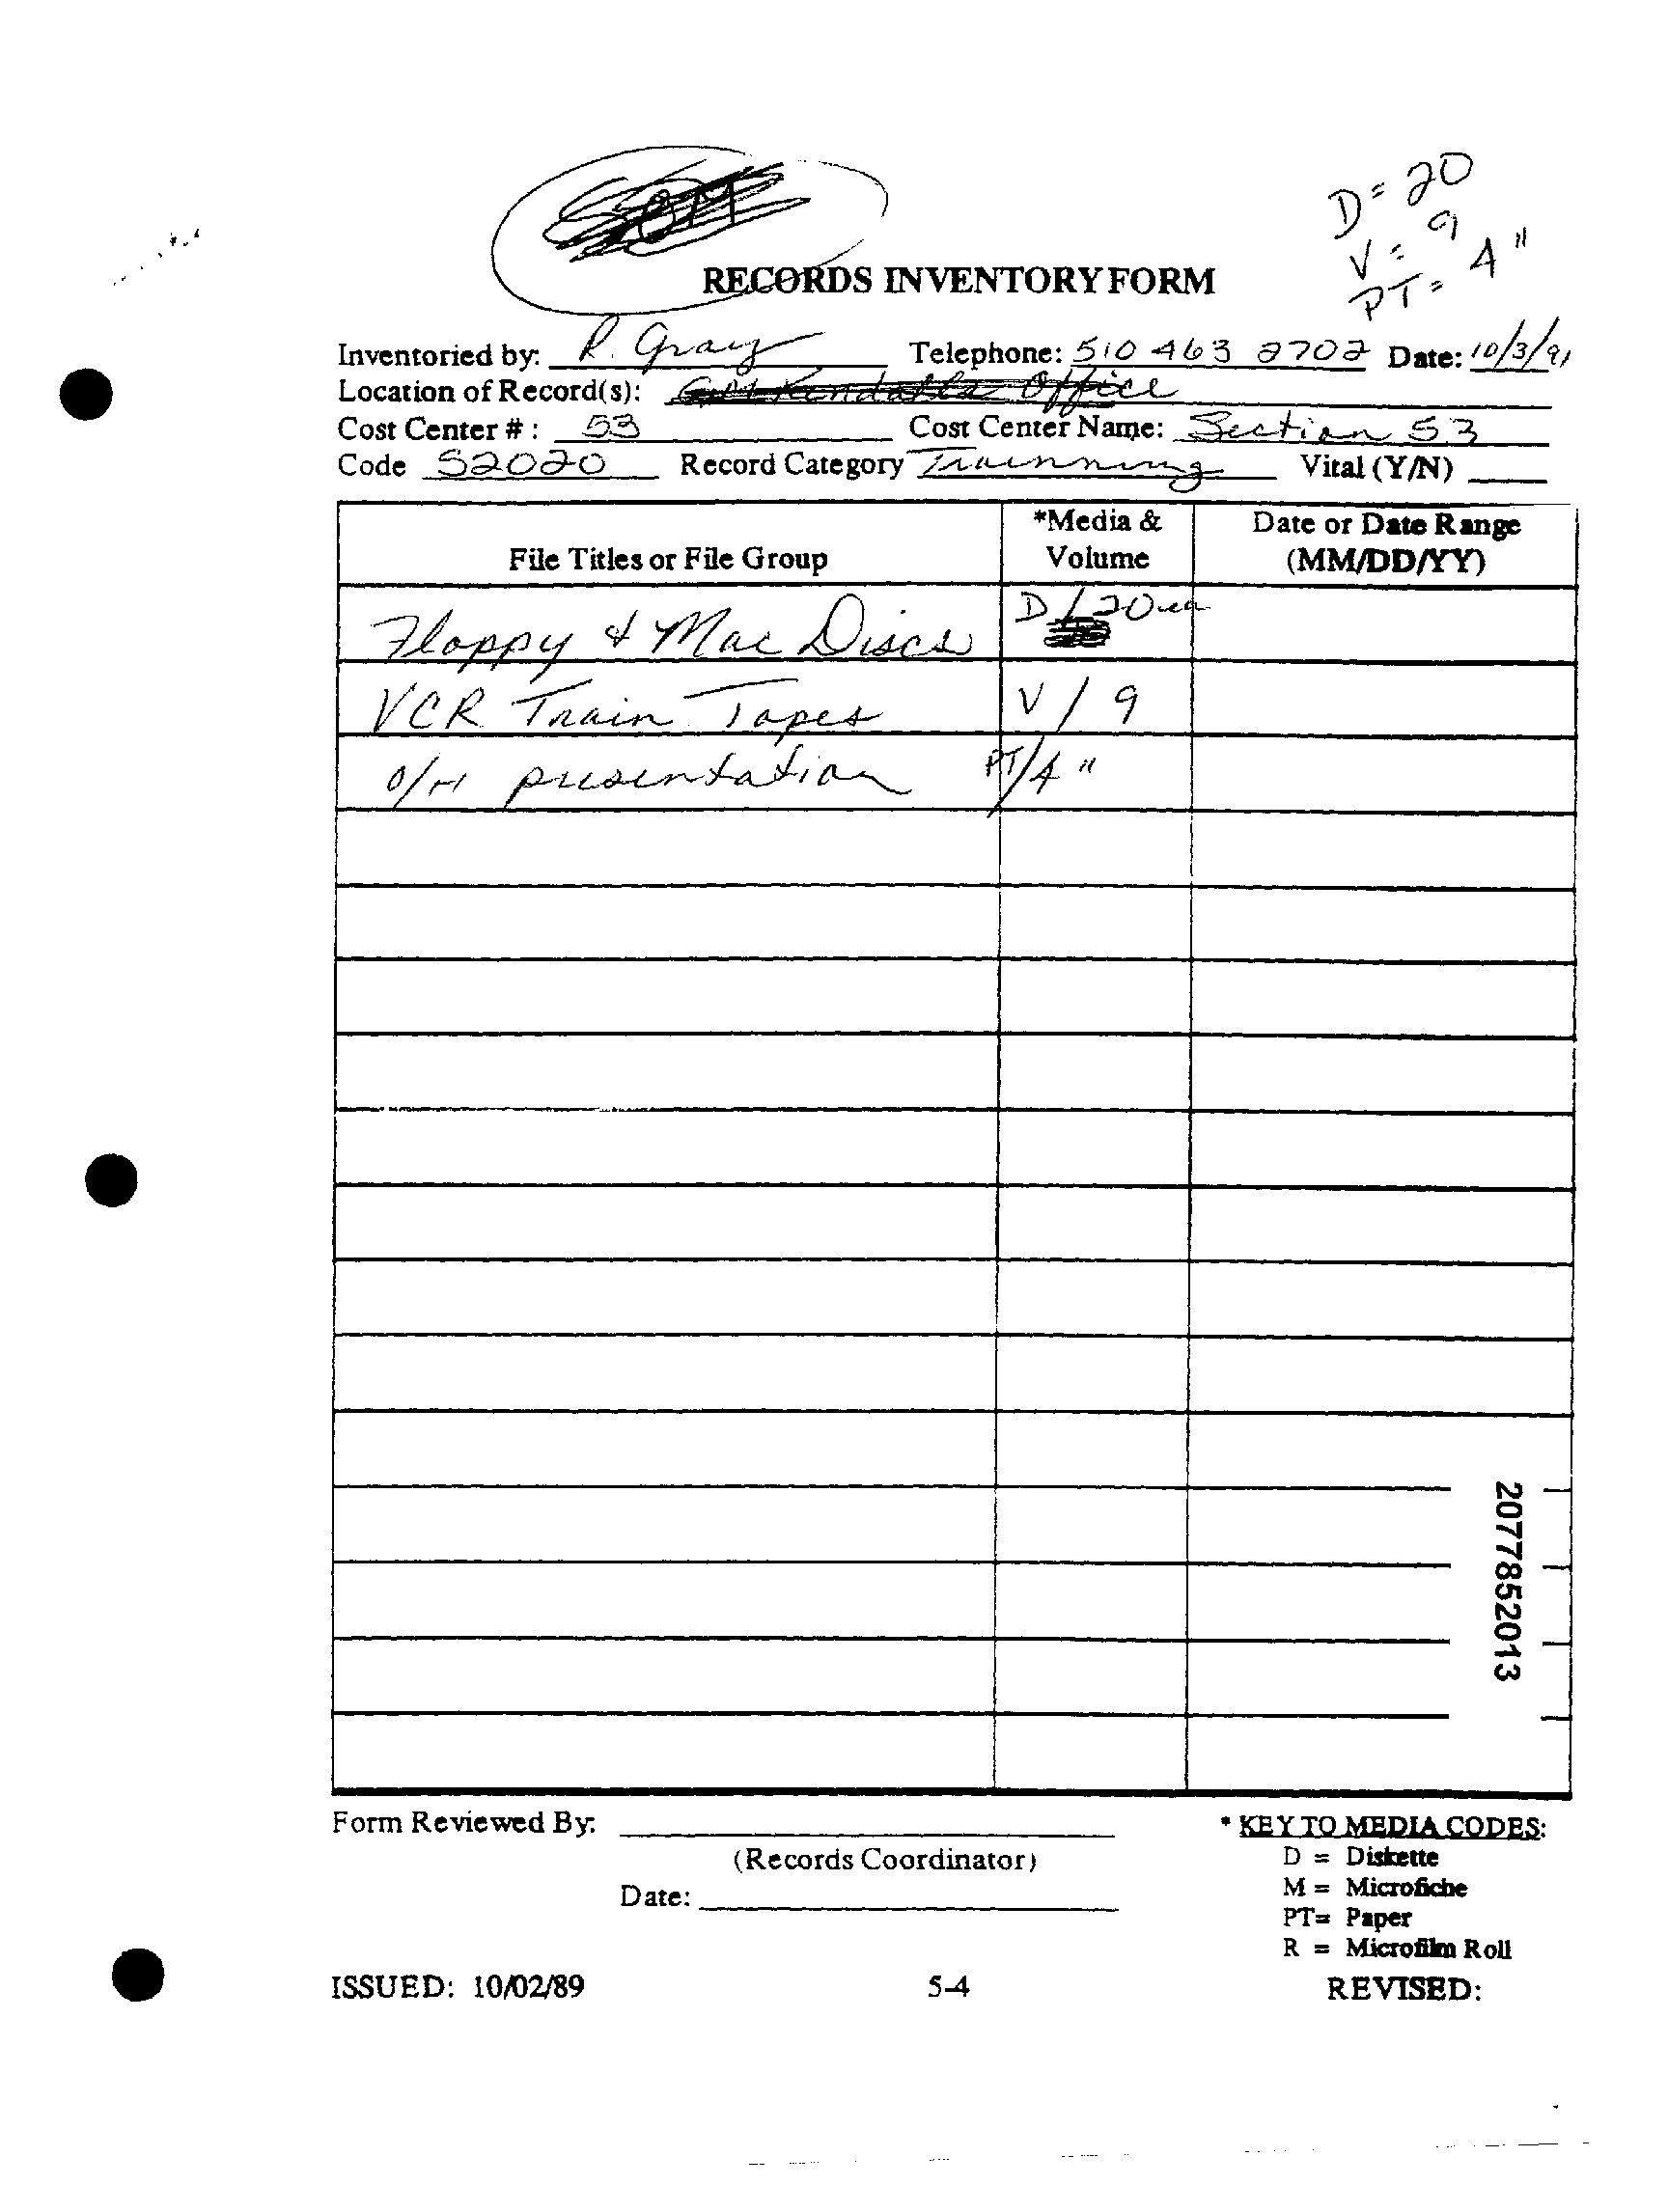 D = 20
V = 9
PT = 4"
RECORDS INVENTORY FORM
Inventoried by: R. Gray Telephone: 510 463 2702 Date: 10/3/91
Location of Record(s): Office
Cost Center # : 53 Cost Center Name: Section 53
Code S2020 Record Category Trainning Vital (Y/N)
File Titles or File Group *Media & Volume Date or Date Range (MM/DD/YY)
Floppy & Mac Discs D/20 ea
VCR Train Tapes V/9
O/H presentation PT/4"
2077852013
Form Reviewed By:
(Records Coordinator)
Date:
* KEY TO MEDIA CODES:
D = Diskette
M = Microfiche
PT= Paper
R = Microfilm Roll
ISSUED: 10/02/89 5-4 REVISED: